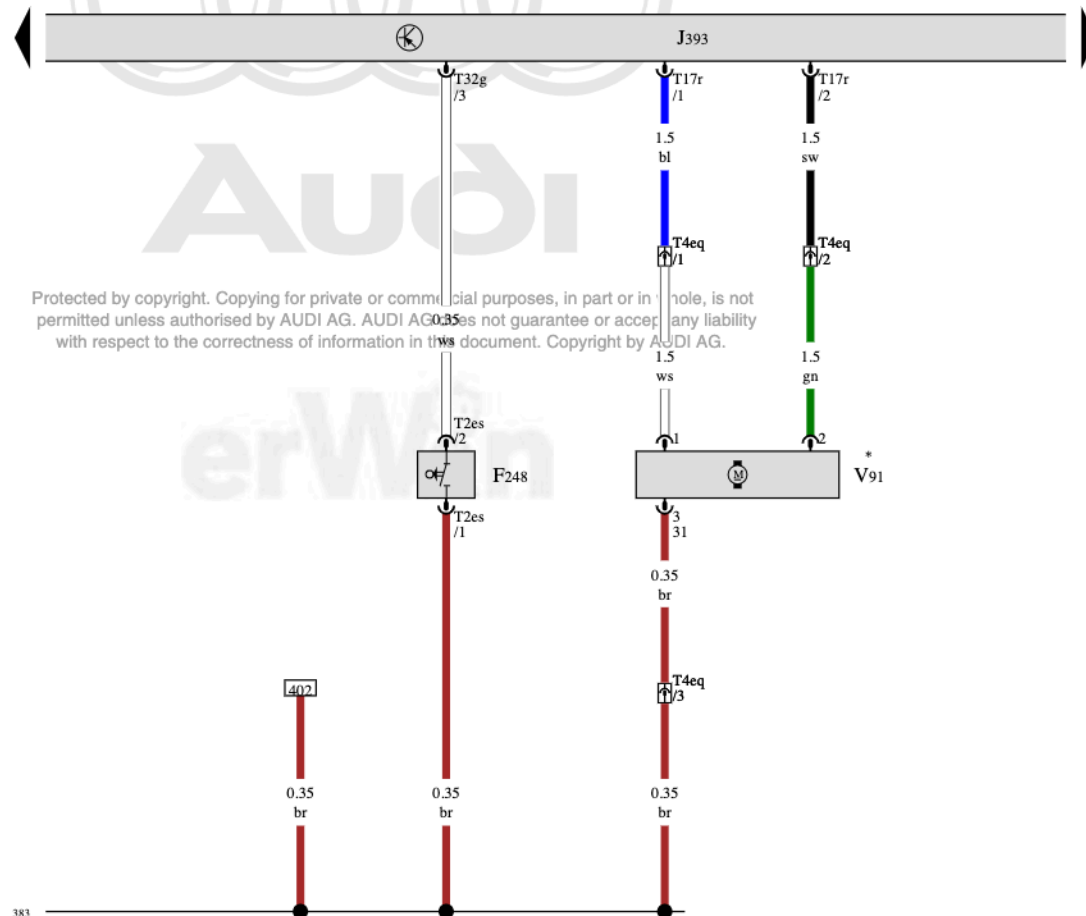 J393
T32g
/3
T17r
/1
T17r
/2
1.5
bl
1.5
sw
AUDI
T4eq
/1
T4eq
/2
Protected by copyright. Copying for private or commercial purposes, in part or in whole, is not
permitted unless authorised by AUDI AG. AUDI AG does not guarantee or accept any liability
with respect to the correctness of information in this document. Copyright by AUDI AG.
0.35
ws
1.5
ws
1.5
gn
erWin
T2es
/2
1
2
F248
M
*
V91
T2es
/1
3
31
0.35
br
402
T4eq
/3
0.35
br
0.35
br
0.35
br
383